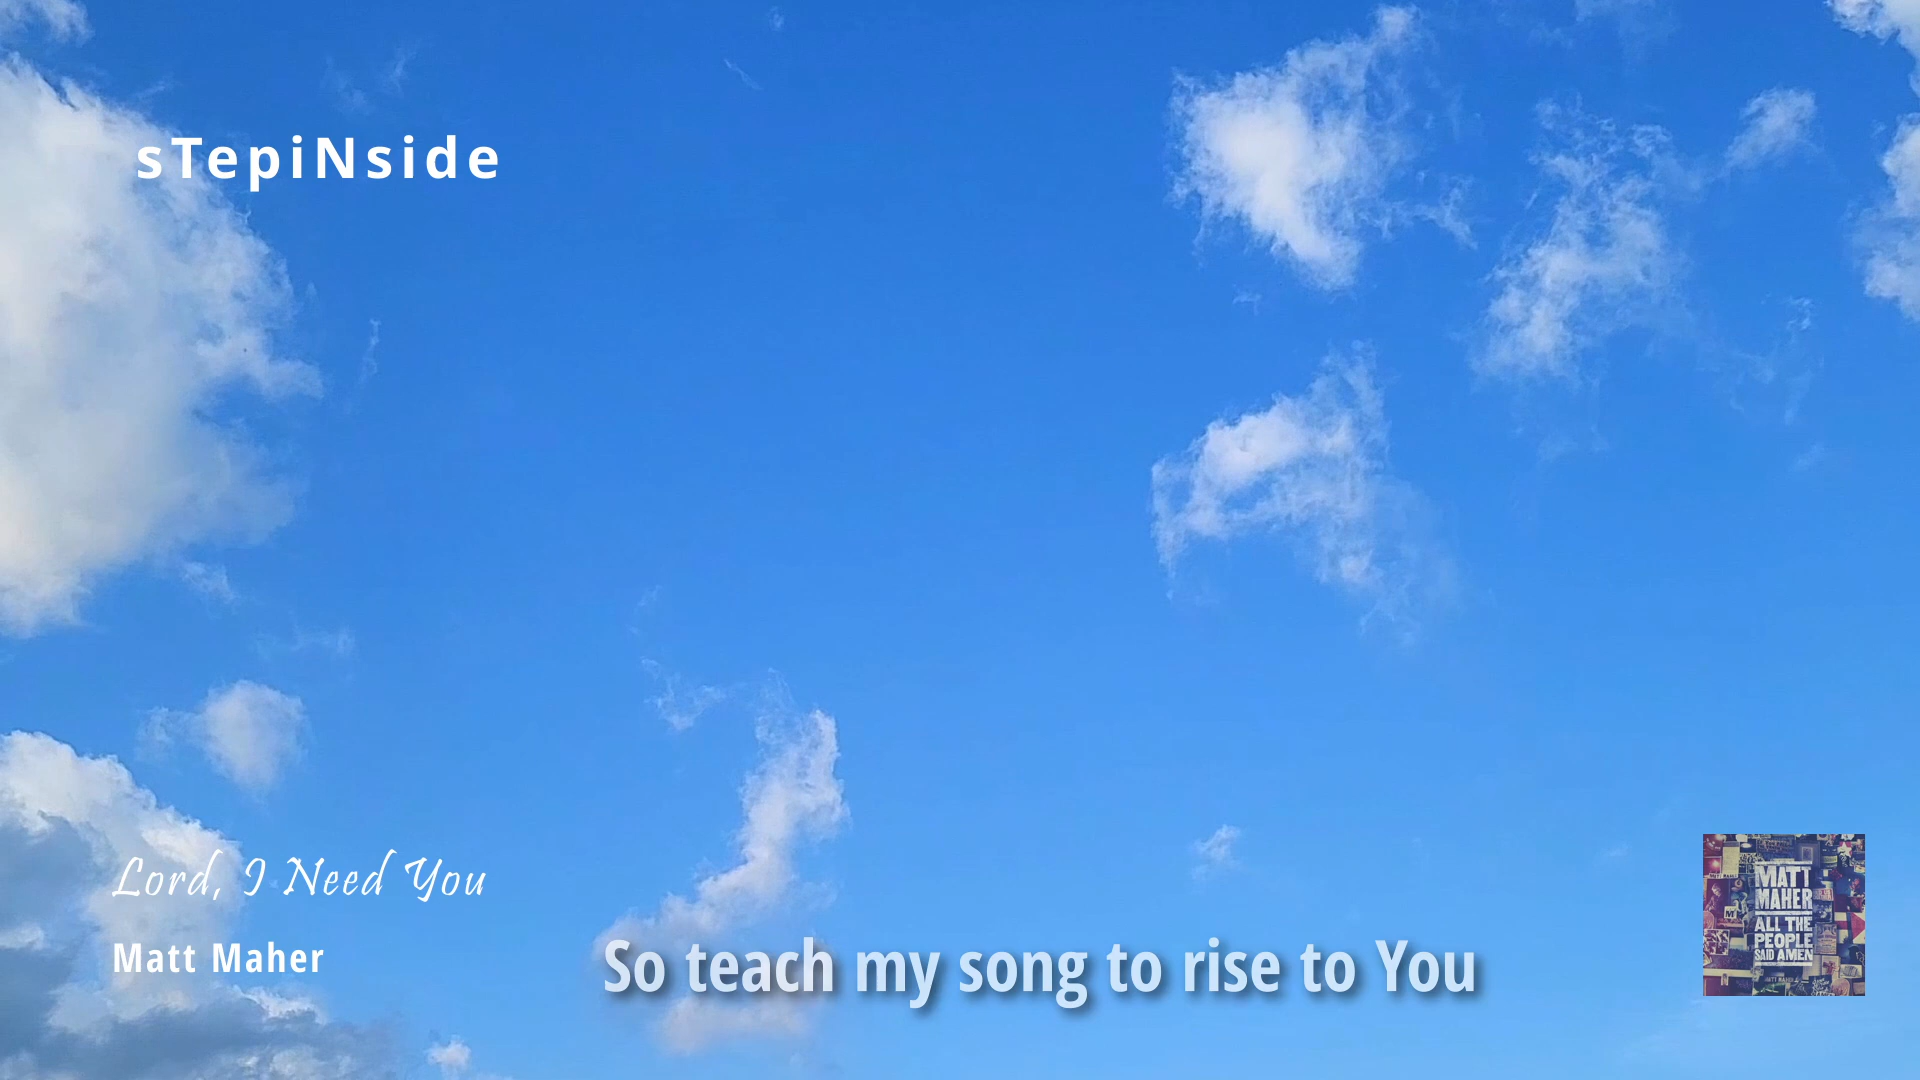 sTepiNside
Lord, I Need You
Matt Maher
So teach my song to rise to You
MATT
MAHER
ALL THE
PEOPLE
SAID AMEN